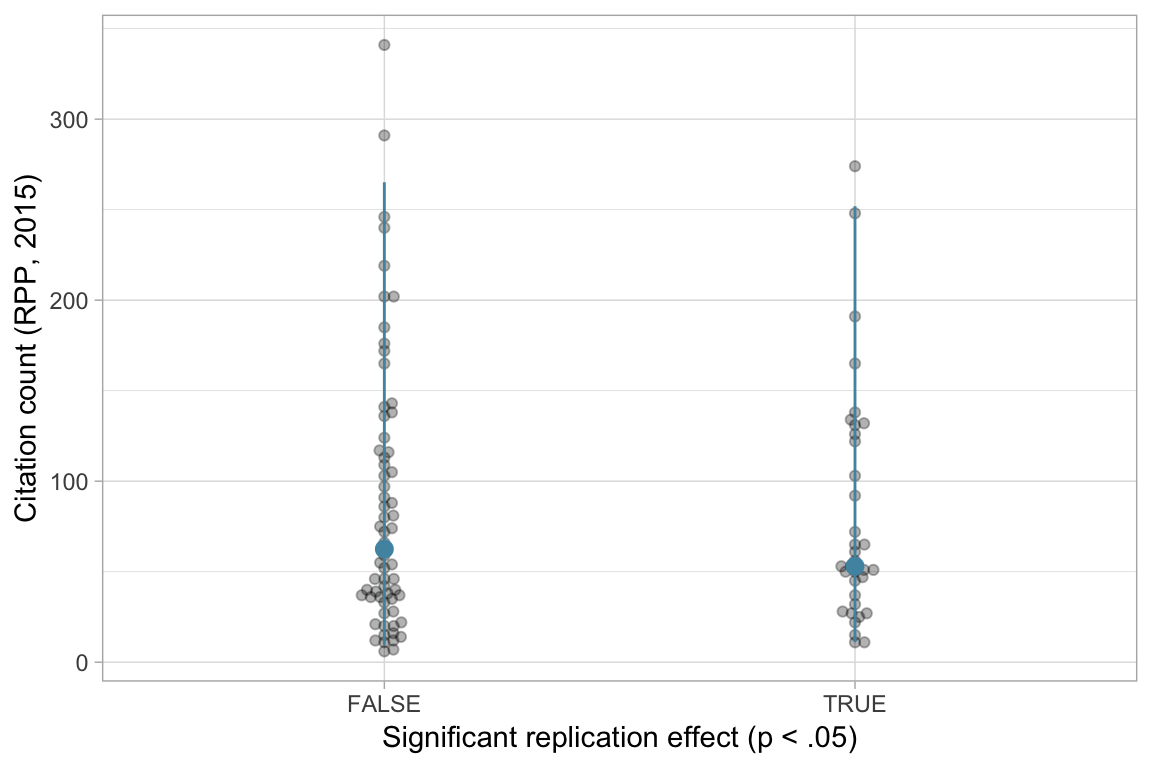 Citation count (RPP, 2015)
300
200
100
0
FALSE
TRUE
Significant replication effect (p < .05)